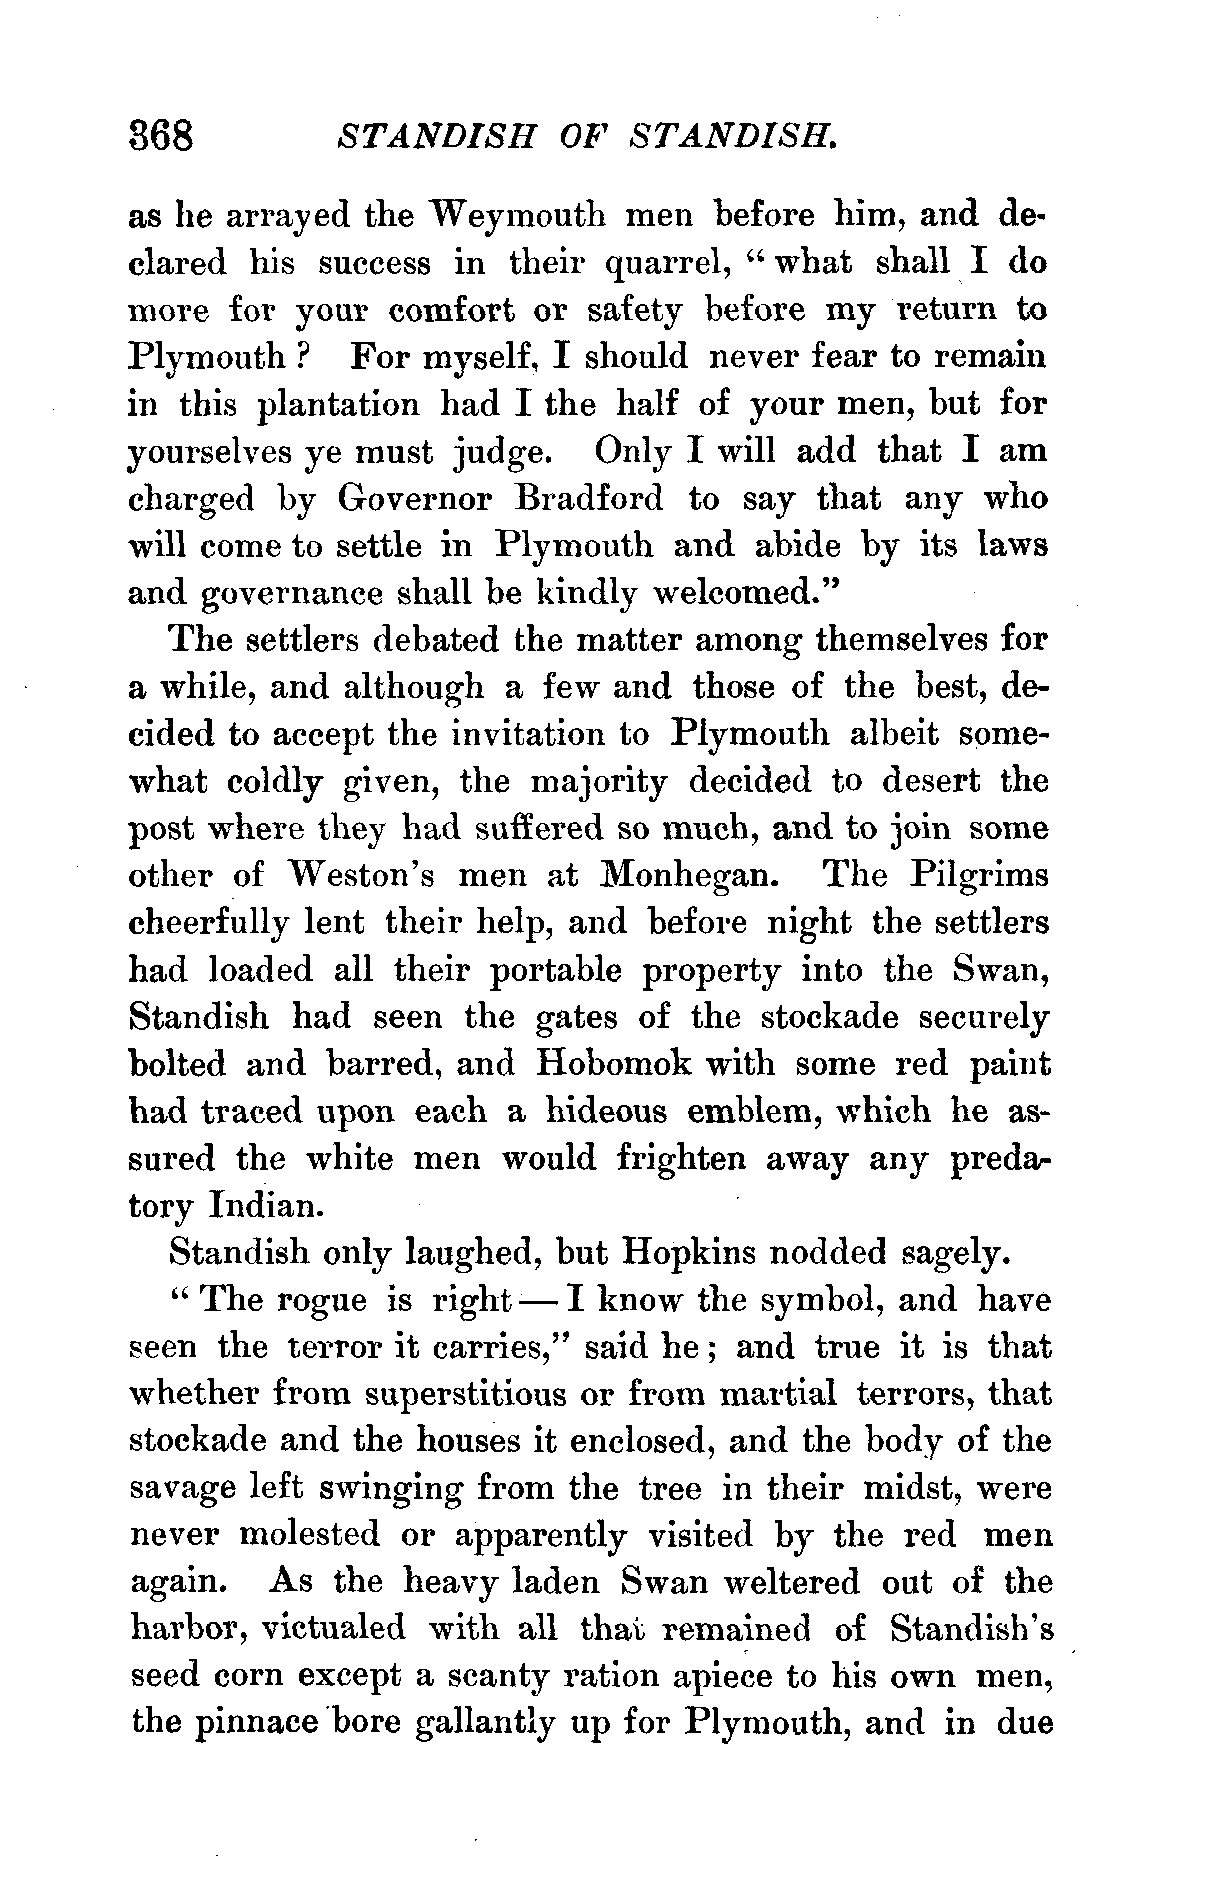 368 STANDISH OF STANDISH.
as he arrayed the Weymouth men before him, and de-
clared his success in their quarrel, "what shall I do
more for your comfort or safety before my return to
Plymouth? For myself, I should never fear to remain
in this plantation had I the half of your men, but for
yourselves ye must judge. Only I will add that I am
charged by Governor Bradford to say that any who
will come to settle in Plymouth and abide by its laws
and governance shall be kindly welcomed."
The settlers debated the matter among themselves for
a while, and although a few and those of the best, de-
cided to accept the invitation to Plymouth albeit some-
what coldly given, the majority decided to desert the
post where they had suffered so much, and to join some
other of Weston's men at Monhegan. The Pilgrims
cheerfully lent their help, and before night the settlers
had loaded all their portable property into the Swan,
Standish had seen the gates of the stockade securely
bolted and barred, and Hobomok with some red paint
had traced upon each a hideous emblem, which he as-
sured the white men would frighten away any preda-
tory Indian.
Standish only laughed, but Hopkins nodded sagely.
"The rogue is right — I know the symbol, and have
seen the terror it carries," said he; and true it is that
whether from superstitious or from martial terrors, that
stockade and the houses it enclosed, and the body of the
savage left swinging from the tree in their midst, were
never molested or apparently visited by the red men
again. As the heavy laden Swan weltered out of the
harbor, victualed with all that remained of Standish's
seed corn except a scanty ration apiece to his own men,
the pinnace bore gallantly up for Plymouth, and in due